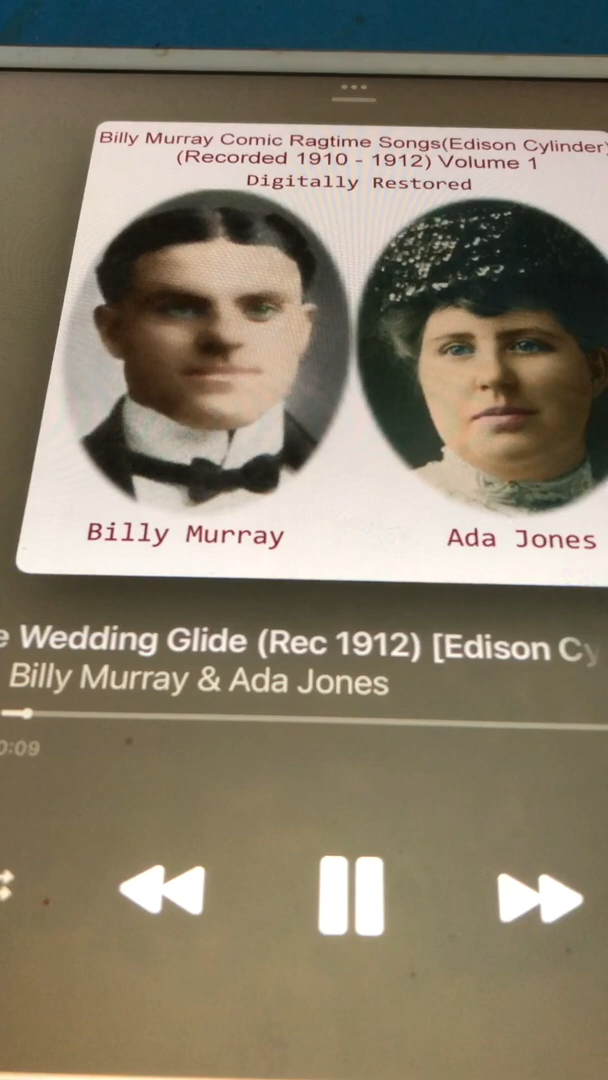 Billy Murray Comic Ragtime Songs(Edison Cylinder)
(Recorded 1910 - 1912) Volume 1
Digitally Restored
Billy Murray
Ada Jones
e Wedding Glide (Rec 1912) [Edison Cy
Billy Murray & Ada Jones
0:09